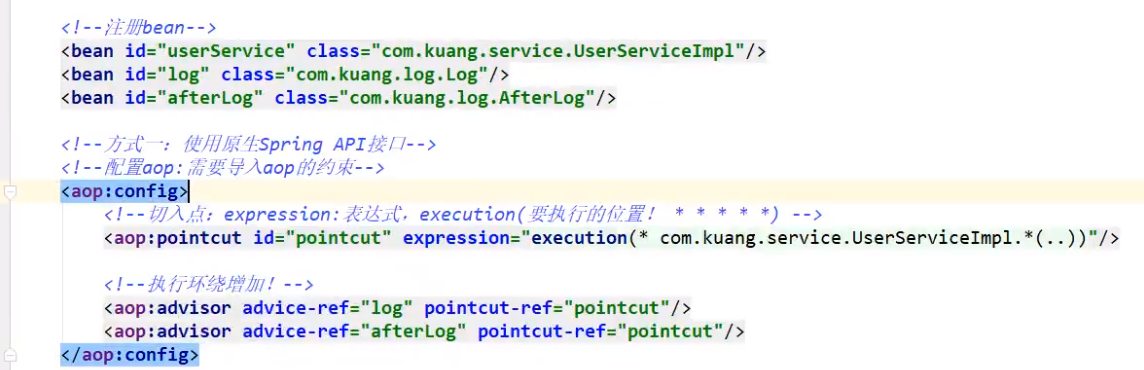 <!--注册bean-->
<bean id="userService" class="com.kuang.service.UserServiceImpl"/>
<bean id="log" class="com.kuang.log.Log"/>
<bean id="afterLog" class="com.kuang.log.AfterLog"/>
<!--方式一：使用原生Spring API接口-->
<!--配置aop:需要导入aop的约束-->
<aop:config>
<!--切入点：expression:表达式，execution(要执行的位置！ * * * * *) -->
<aop:pointcut id="pointcut" expression="execution(* com.kuang.service.UserServiceImpl.*(..))"/>
<!--执行环绕增加！-->
<aop:advisor advice-ref="log" pointcut-ref="pointcut"/>
<aop:advisor advice-ref="afterLog" pointcut-ref="pointcut"/>
</aop:config>